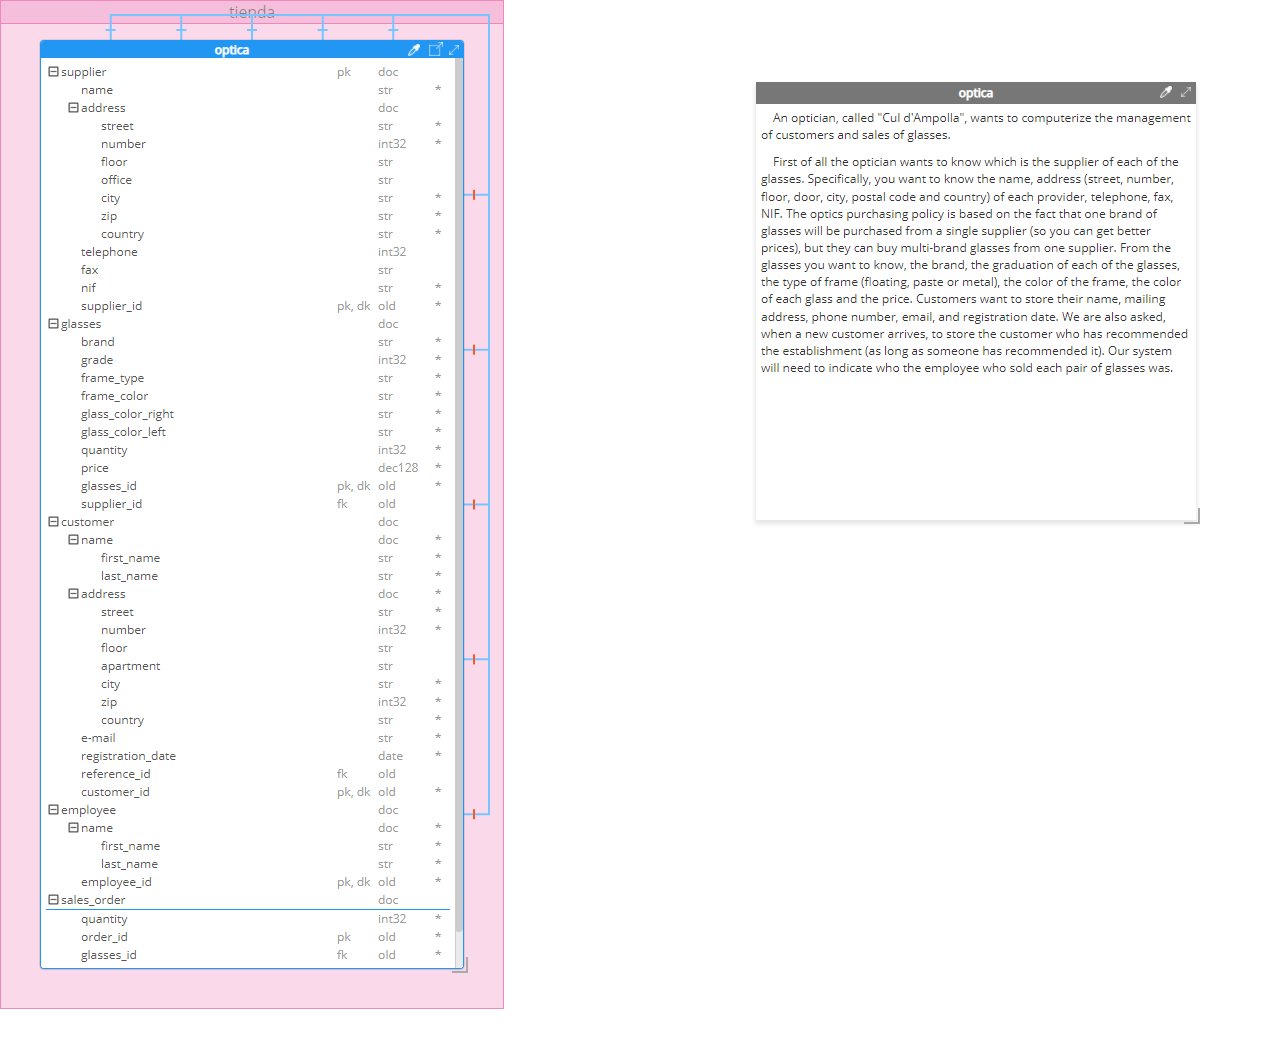 tienda
optica
supplier pk doc
name str *
address doc
street str *
number int32 *
floor str
office str
city str *
zip str *
country str *
telephone int32
fax str
nif str *
supplier_id pk, dk oId *
glasses doc
brand str *
grade int32 *
frame_type str *
frame_color str *
glass_color_right str *
glass_color_left str *
quantity int32 *
price dec128 *
glasses_id pk, dk oId *
supplier_id fk oId
customer doc
name doc *
first_name str *
last_name str *
address doc *
street str *
number int32 *
floor str
apartment str
city str *
zip int32 *
country str *
e-mail str *
registration_date date *
reference_id fk oId
customer_id pk, dk oId *
employee doc
name doc *
first_name str *
last_name str *
employee_id pk, dk oId *
sales_order doc
quantity int32 *
order_id pk oId *
glasses_id fk oId *
optica
An optician, called "Cul d'Ampolla", wants to computerize the management
of customers and sales of glasses.
First of all the optician wants to know which is the supplier of each of the
glasses. Specifically, you want to know the name, address (street, number,
floor, door, city, postal code and country) of each provider, telephone, fax,
NIF. The optics purchasing policy is based on the fact that one brand of
glasses will be purchased from a single supplier (so you can get better
prices), but they can buy multi-brand glasses from one supplier. From the
glasses you want to know, the brand, the graduation of each of the glasses,
the type of frame (floating, paste or metal), the color of the frame, the color
of each glass and the price. Customers want to store their name, mailing
address, phone number, email, and registration date. We are also asked,
when a new customer arrives, to store the customer who has recommended
the establishment (as long as someone has recommended it). Our system
will need to indicate who the employee who sold each pair of glasses was.